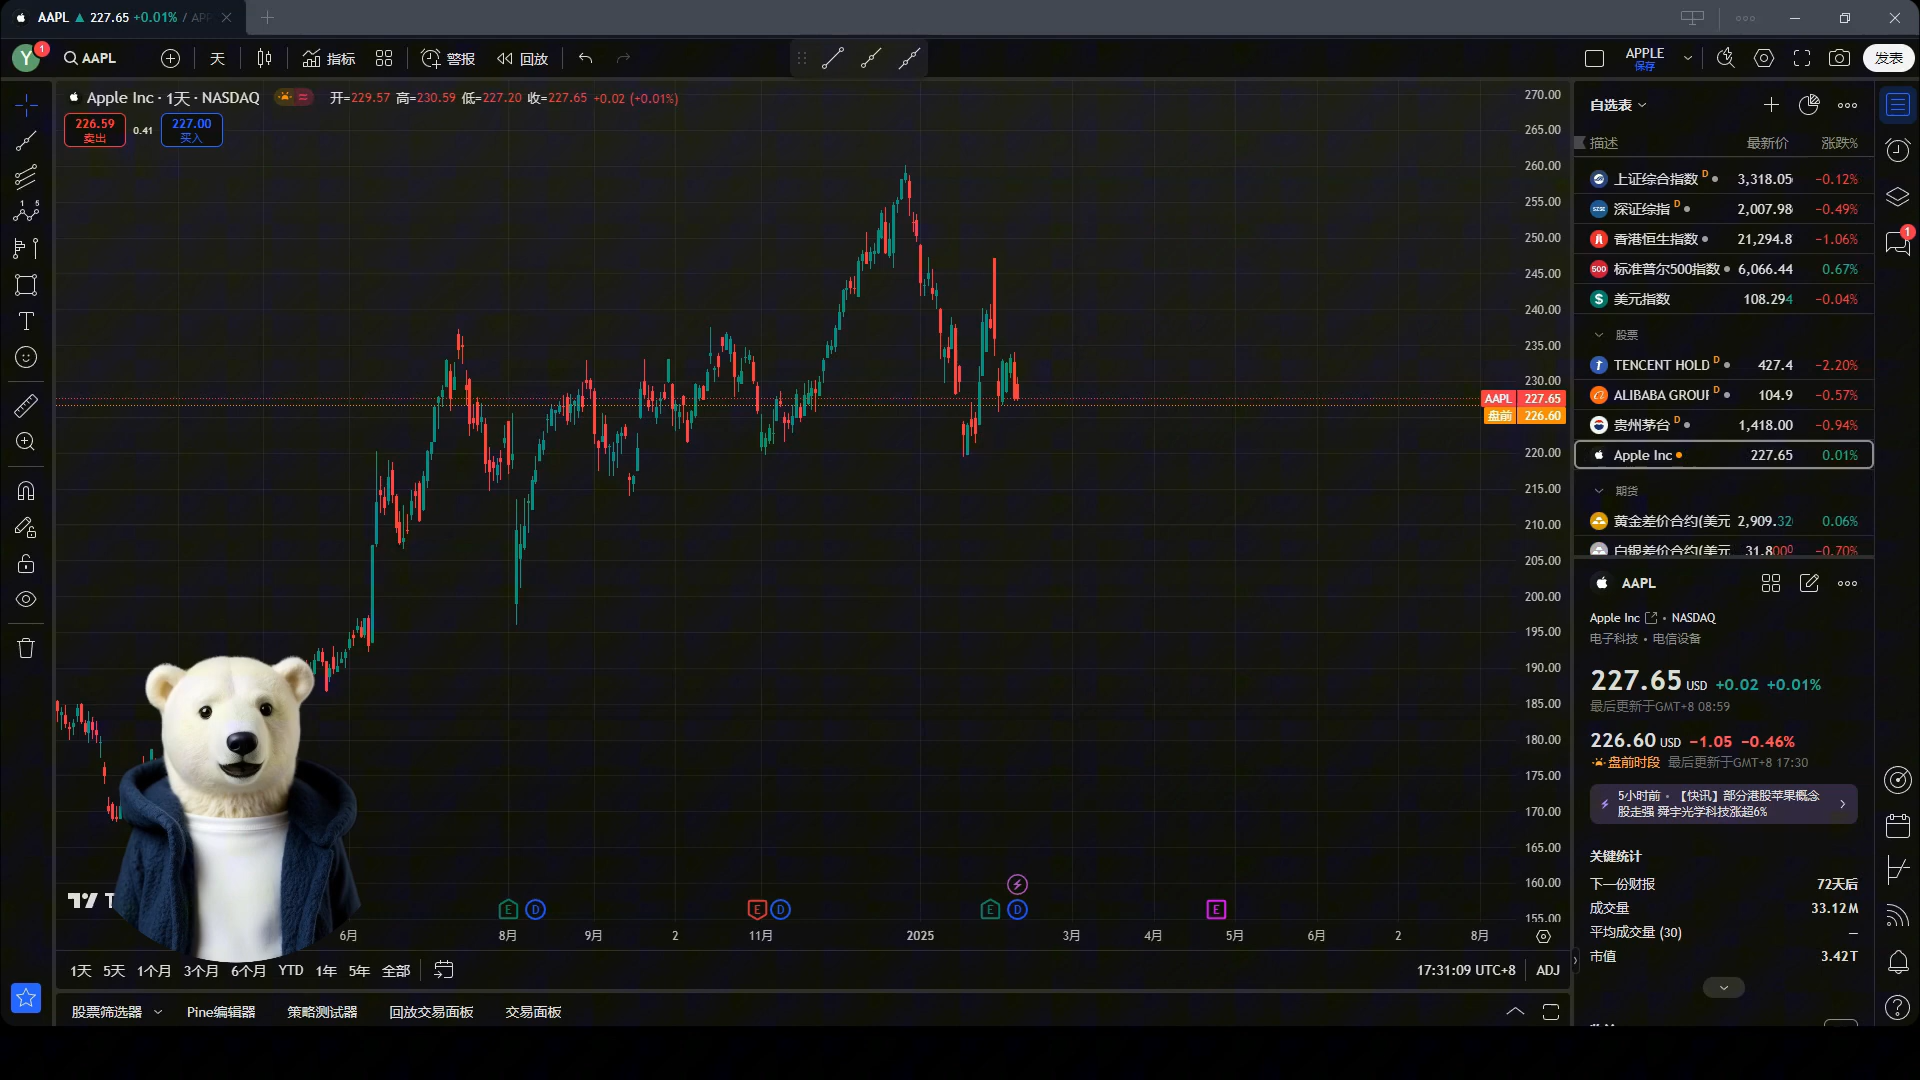 AAPL ▲ 227.65 +0.01% / APP
Y 1 AAPL 天 指标 警报 回放
APPLE
保存
发表
Apple Inc · 1天 · NASDAQ 开=229.57 高=230.59 低=227.20 收=227.65 +0.02 (+0.01%)
226.59
卖出
0.41
227.00
买入
270.00
265.00
260.00
255.00
250.00
245.00
240.00
235.00
230.00
AAPL 227.65
盘前 226.60
220.00
215.00
210.00
205.00
200.00
195.00
190.00
185.00
180.00
175.00
170.00
165.00
160.00
155.00
E D E D E D E
6月 8月 9月 2 11月 2025 3月 4月 5月 6月 2 8月
1天 5天 1个月 3个月 6个月 YTD 1年 5年 全部
17:31:09 UTC+8 ADJ
股票筛选器 Pine编辑器 策略测试器 回放交易面板 交易面板
自选表
描述 最新价 涨跌%
上证综合指数 D 3,318.05 −0.12%
深证综指 D 2,007.98 −0.49%
香港恒生指数 21,294.8 −1.06%
500 标准普尔500指数 6,066.44 0.67%
$ 美元指数 108.294 −0.04%
股票
TENCENT HOLD D 427.4 −2.20%
ALIBABA GROUP D 104.9 −0.57%
贵州茅台 D 1,418.00 −0.94%
Apple Inc 227.65 0.01%
期货
黄金差价合约(美元 2,909.320 0.06%
白银差价合约(美元 31.8000 −0.70%
AAPL
Apple Inc • NASDAQ
电子科技 • 电信设备
227.65 USD +0.02 +0.01%
最后更新于GMT+8 08:59
226.60 USD −1.05 −0.46%
盘前时段 最后更新于GMT+8 17:30
5小时前 · 【快讯】部分港股苹果概念
股走强 舜宇光学科技涨超6%
关键统计
下一份财报 72天后
成交量 33.12M
平均成交量 (30) —
市值 3.42T
1